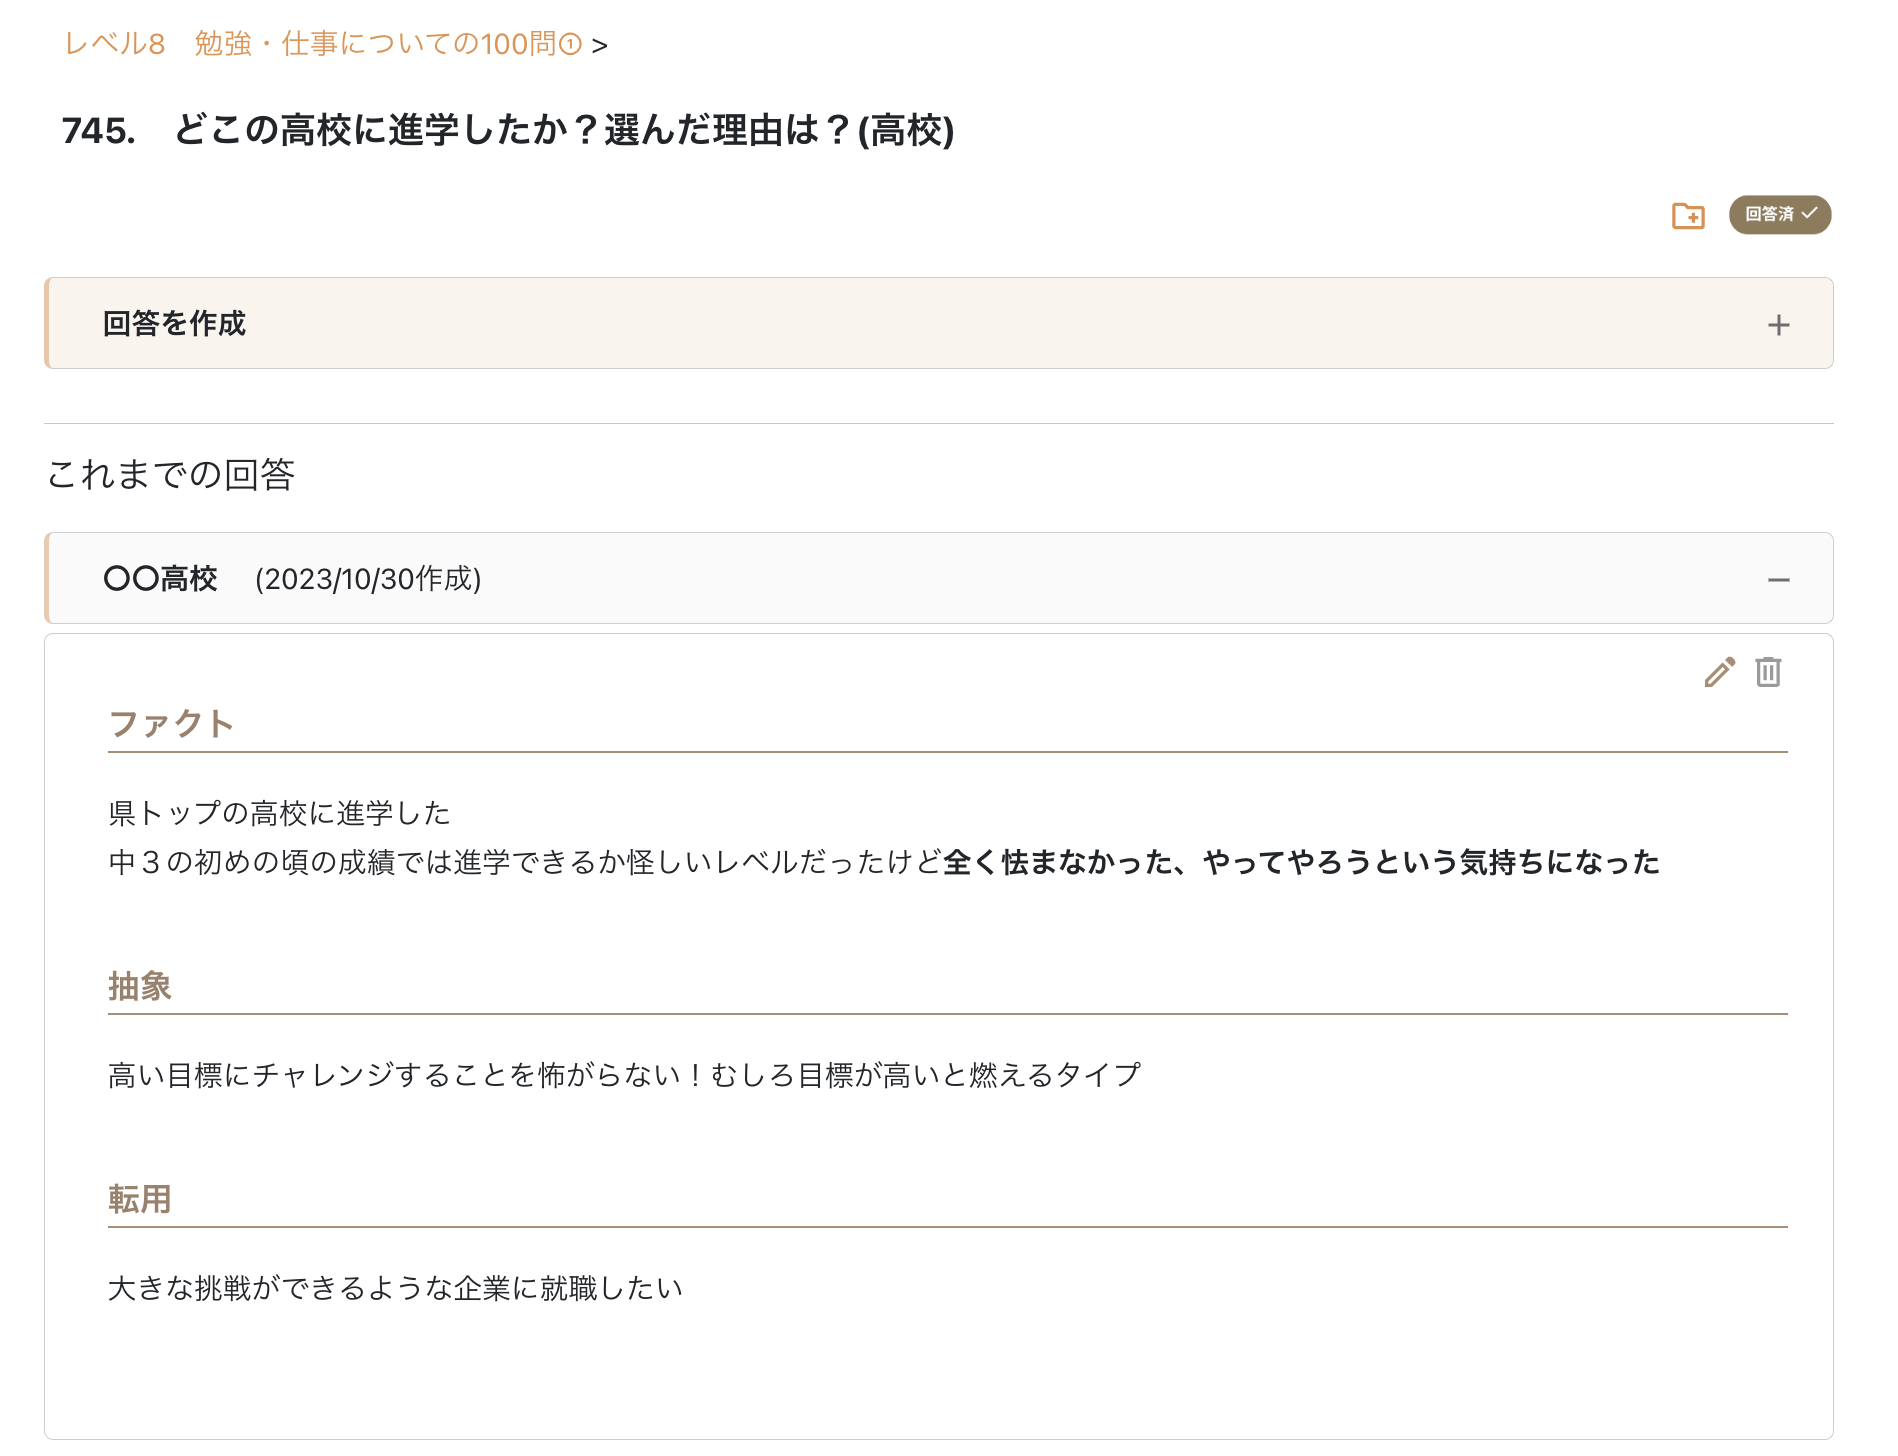 レベル8　勉強・仕事についての100問① >
745.　どこの高校に進学したか？選んだ理由は？(高校)
回答済
回答を作成
これまでの回答
〇〇高校　(2023/10/30作成)
ファクト
県トップの高校に進学した
中３の初めの頃の成績では進学できるか怪しいレベルだったけど全く怯まなかった、やってやろうという気持ちになった
抽象
高い目標にチャレンジすることを怖がらない！むしろ目標が高いと燃えるタイプ
転用
大きな挑戦ができるような企業に就職したい